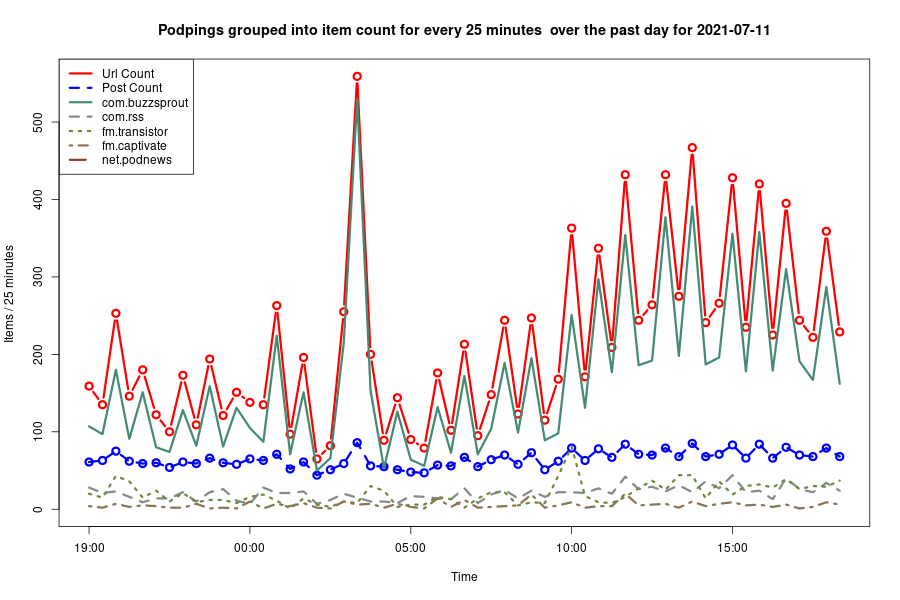 Podpings grouped into item count for every 25 minutes  over the past day for 2021-07-11
Url Count
Post Count
com.buzzsprout
com.rss
fm.transistor
fm.captivate
net.podnews
Items / 25 minutes
500
400
300
200
100
0
19:00
00:00
05:00
10:00
15:00
Time